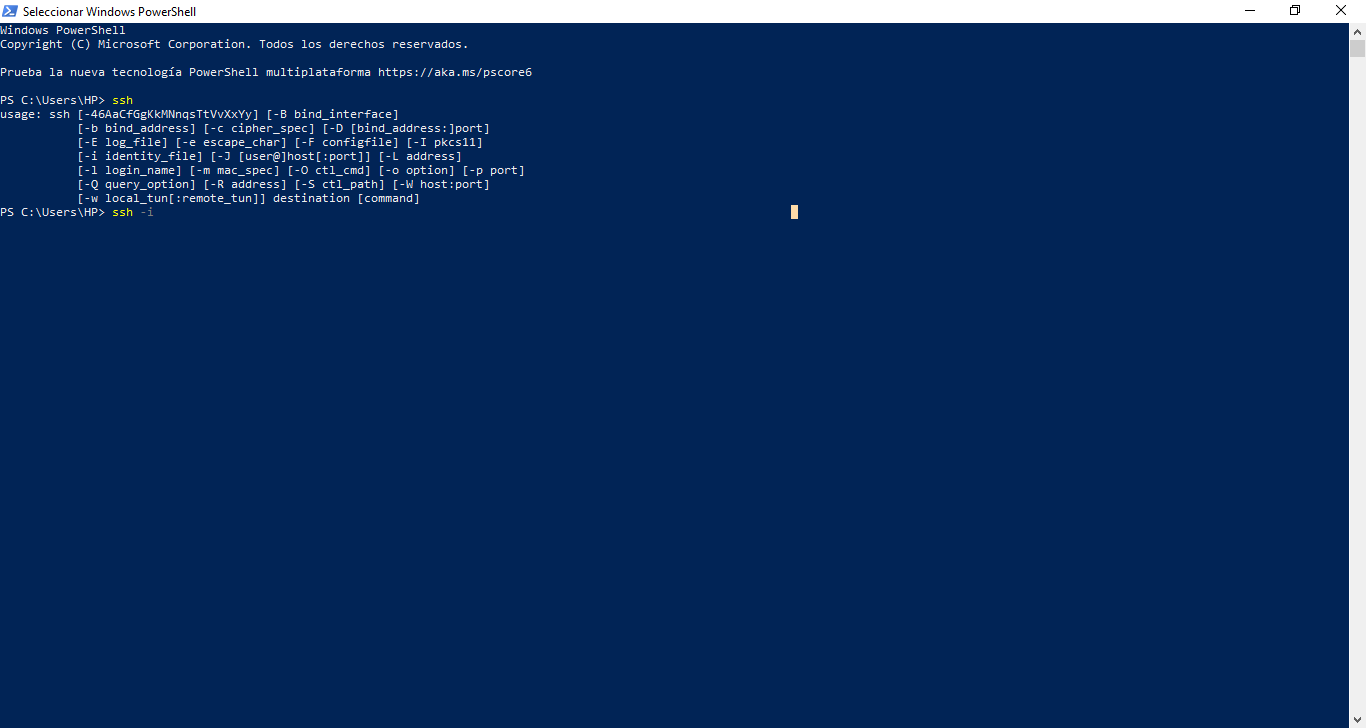 Seleccionar Windows PowerShell
Windows PowerShell
Copyright (C) Microsoft Corporation. Todos los derechos reservados.
Prueba la nueva tecnología PowerShell multiplataforma https://aka.ms/pscore6
PS C:\Users\HP> ssh
usage: ssh [-46AaCfGgKkMNnqsTtVvXxYy] [-B bind_interface]
           [-b bind_address] [-c cipher_spec] [-D [bind_address:]port]
           [-E log_file] [-e escape_char] [-F configfile] [-I pkcs11]
           [-i identity_file] [-J [user@]host[:port]] [-L address]
           [-l login_name] [-m mac_spec] [-O ctl_cmd] [-o option] [-p port]
           [-Q query_option] [-R address] [-S ctl_path] [-W host:port]
           [-w local_tun[:remote_tun]] destination [command]
PS C:\Users\HP> ssh -i